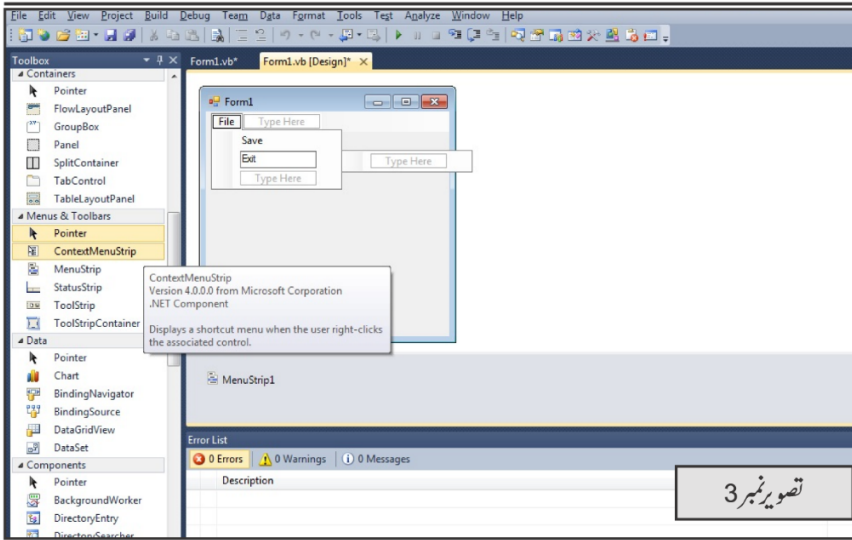 File Edit View Project Build Debug Team Data Format Tools Test Analyze Window Help
Toolbox
Form1.vb* Form1.vb [Design]*
Containers
Pointer
FlowLayoutPanel
GroupBox
Panel
SplitContainer
TabControl
TableLayoutPanel
Menus & Toolbars
Pointer
ContextMenuStrip
MenuStrip
StatusStrip
ToolStrip
ToolStripContainer
Data
Pointer
Chart
BindingNavigator
BindingSource
DataGridView
DataSet
Components
Pointer
BackgroundWorker
DirectoryEntry
DirectorySearcher
Form1
File Type Here
Save
Exit Type Here
Type Here
ContextMenuStrip
Version 4.0.0.0 from Microsoft Corporation
.NET Component
Displays a shortcut menu when the user right-clicks
the associated control.
MenuStrip1
Error List
0 Errors 0 Warnings 0 Messages
Description
تصویر نمبر 3